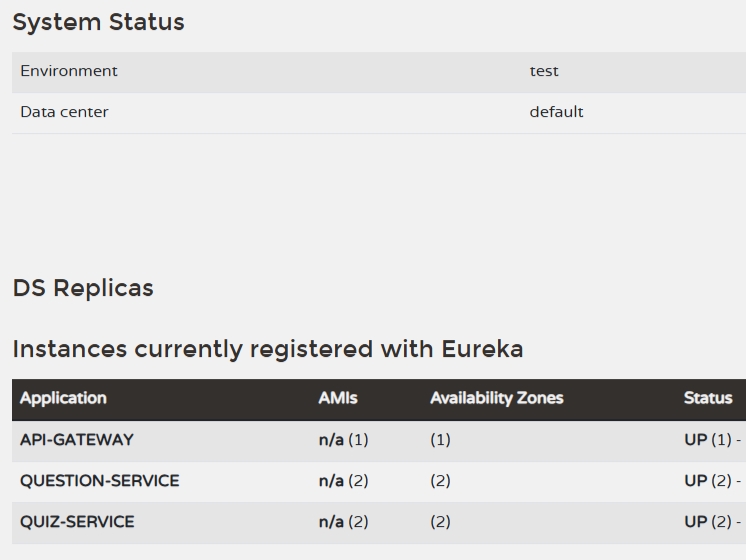 System Status
Environment test
Data center default
DS Replicas
Instances currently registered with Eureka
Application AMIs Availability Zones Status
API-GATEWAY n/a (1) (1) UP (1) -
QUESTION-SERVICE n/a (2) (2) UP (2) -
QUIZ-SERVICE n/a (2) (2) UP (2) -